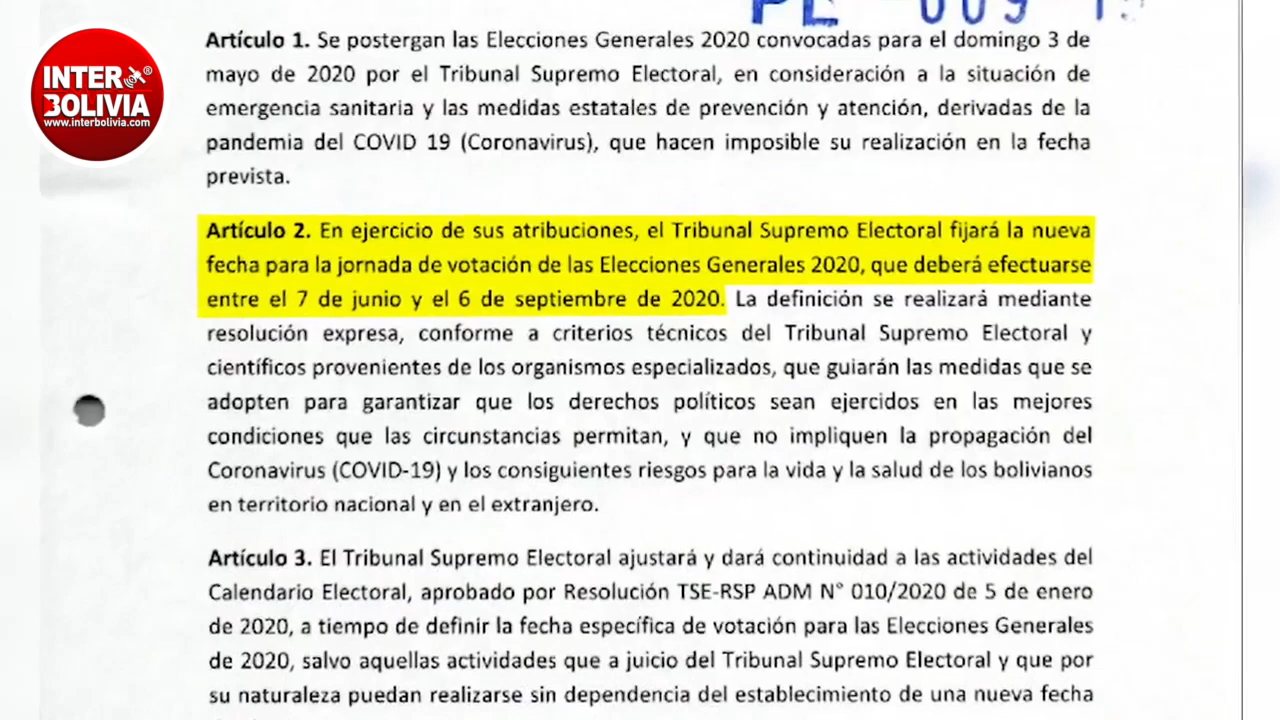 PE - 009 - 19
INTER
BOLIVIA
www.interbolivia.com
Artículo 1. Se postergan las Elecciones Generales 2020 convocadas para el domingo 3 de
mayo de 2020 por el Tribunal Supremo Electoral, en consideración a la situación de
emergencia sanitaria y las medidas estatales de prevención y atención, derivadas de la
pandemia del COVID 19 (Coronavirus), que hacen imposible su realización en la fecha
prevista.
Artículo 2. En ejercicio de sus atribuciones, el Tribunal Supremo Electoral fijará la nueva
fecha para la jornada de votación de las Elecciones Generales 2020, que deberá efectuarse
entre el 7 de junio y el 6 de septiembre de 2020. La definición se realizará mediante
resolución expresa, conforme a criterios técnicos del Tribunal Supremo Electoral y
científicos provenientes de los organismos especializados, que guiarán las medidas que se
adopten para garantizar que los derechos políticos sean ejercidos en las mejores
condiciones que las circunstancias permitan, y que no impliquen la propagación del
Coronavirus (COVID-19) y los consiguientes riesgos para la vida y la salud de los bolivianos
en territorio nacional y en el extranjero.
Artículo 3. El Tribunal Supremo Electoral ajustará y dará continuidad a las actividades del
Calendario Electoral, aprobado por Resolución TSE-RSP ADM N° 010/2020 de 5 de enero
de 2020, a tiempo de definir la fecha específica de votación para las Elecciones Generales
de 2020, salvo aquellas actividades que a juicio del Tribunal Supremo Electoral y que por
su naturaleza puedan realizarse sin dependencia del establecimiento de una nueva fecha